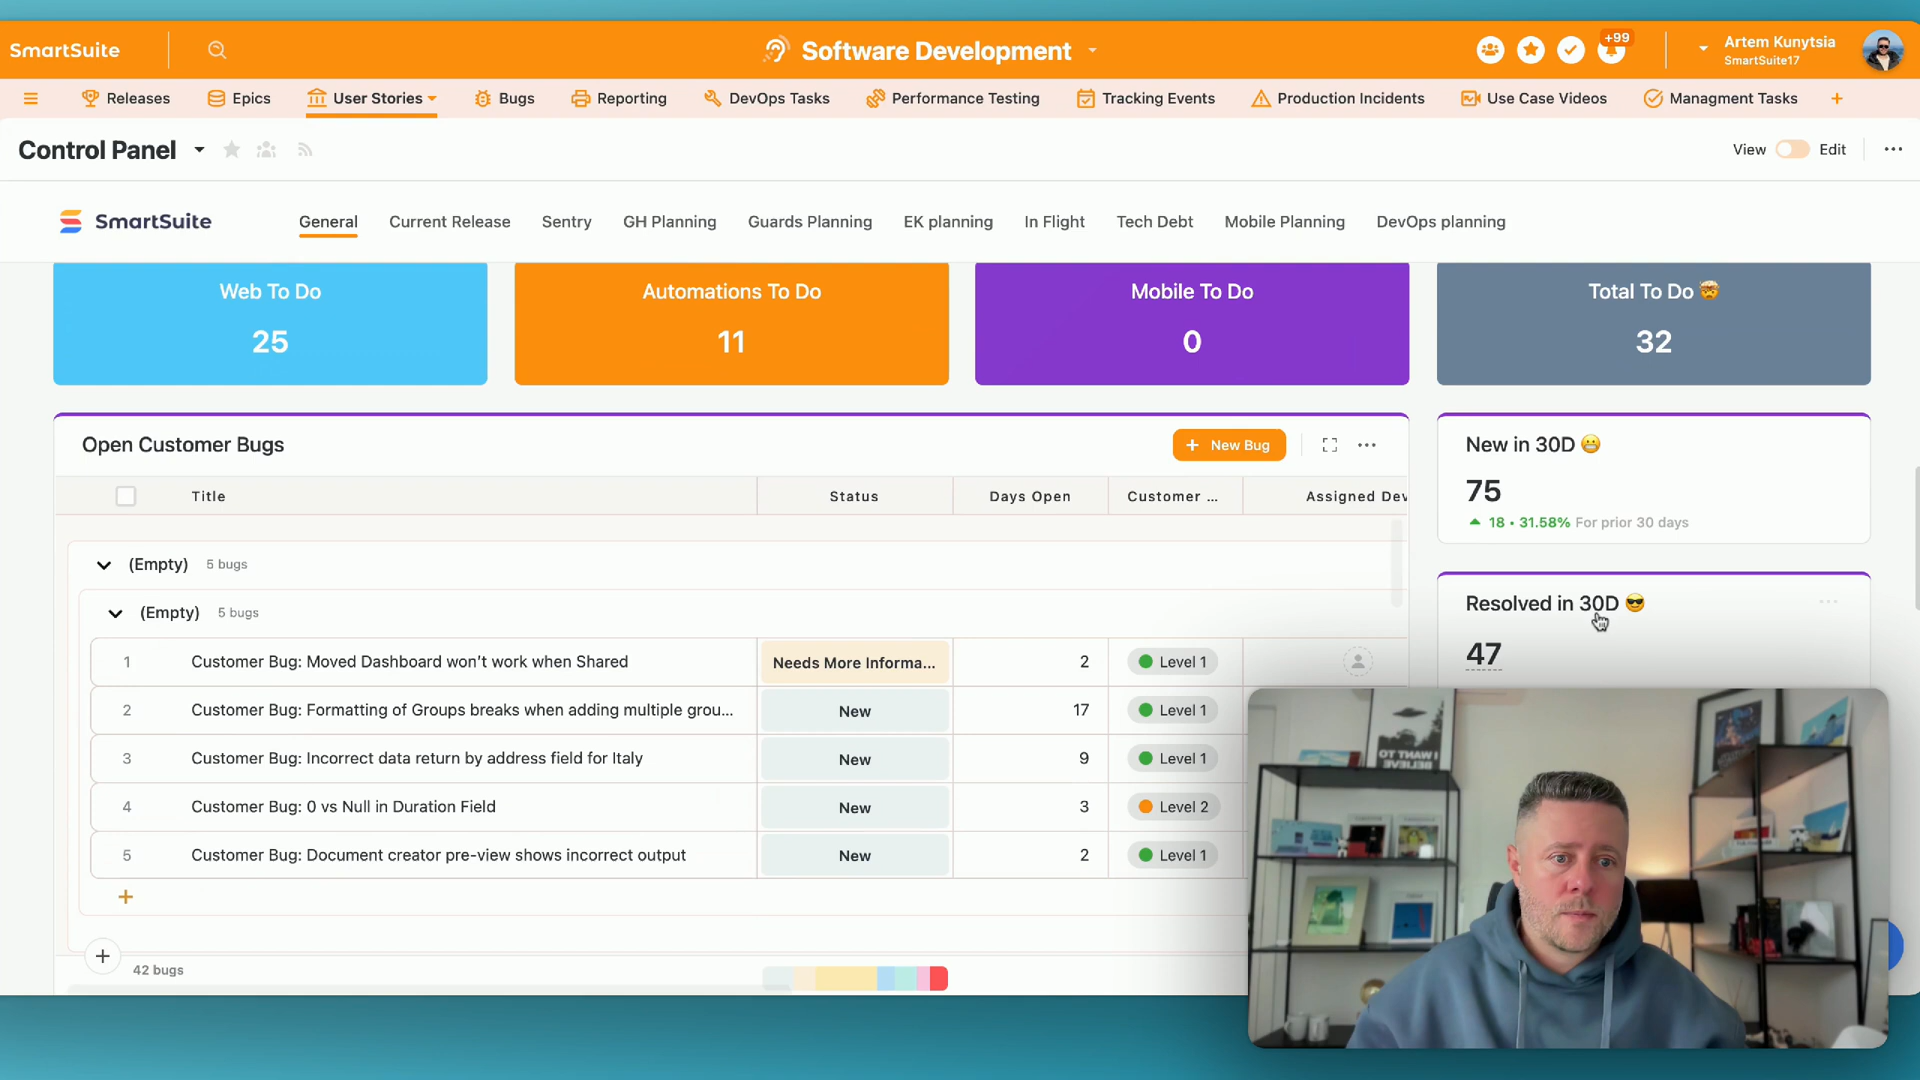 SmartSuite
Software Development
+99
Artem Kunytsia
SmartSuite17
Releases
Epics
User Stories
Bugs
Reporting
DevOps Tasks
Performance Testing
Tracking Events
Production Incidents
Use Case Videos
Managment Tasks
Control Panel
View
Edit
SmartSuite
General
Current Release
Sentry
GH Planning
Guards Planning
EK planning
In Flight
Tech Debt
Mobile Planning
DevOps planning
Web To Do
25
Automations To Do
11
Mobile To Do
0
Total To Do 🤯
32
Open Customer Bugs
+ New Bug
Title
Status
Days Open
Customer ...
Assigned Dev
(Empty) 5 bugs
(Empty) 5 bugs
1 Customer Bug: Moved Dashboard won't work when Shared Needs More Informa... 2 Level 1
2 Customer Bug: Formatting of Groups breaks when adding multiple grou... New 17 Level 1
3 Customer Bug: Incorrect data return by address field for Italy New 9 Level 1
4 Customer Bug: 0 vs Null in Duration Field New 3 Level 2
5 Customer Bug: Document creator pre-view shows incorrect output New 2 Level 1
42 bugs
New in 30D 😬
75
18 • 31.58% For prior 30 days
Resolved in 30D 😎
47
I WANT TO
BELIEVE